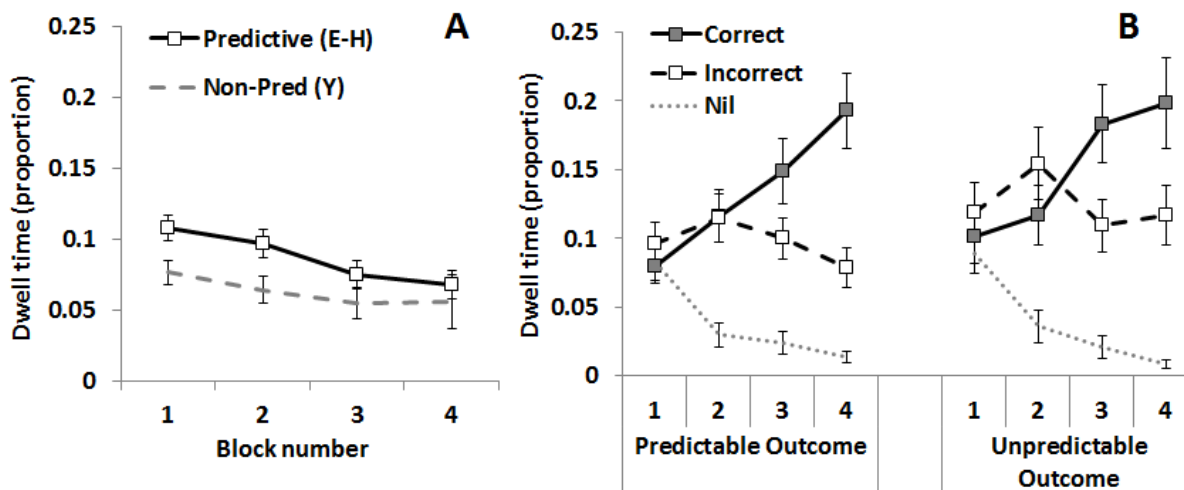 A
Dwell time (proportion)
0.25
0.2
0.15
0.1
0.05
0
Predictive (E-H)
Non-Pred (Y)
1 2 3 4
Block number
B
Dwell time (proportion)
0.25
0.2
0.15
0.1
0.05
0
Correct
Incorrect
Nil
1 2 3 4 1 2 3 4
Predictable Outcome
Unpredictable
Outcome